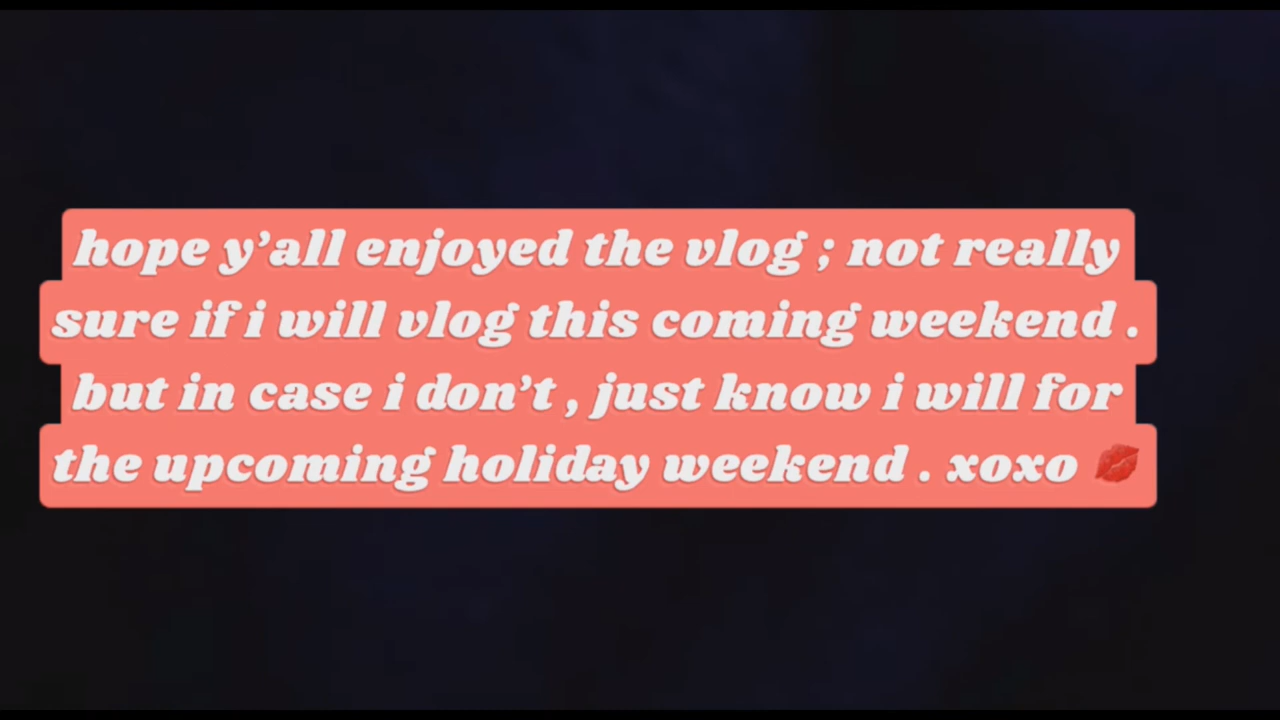 hope y’all enjoyed the vlog ; not really
sure if i will vlog this coming weekend .
but in case i don’t , just know i will for
the upcoming holiday weekend . xoxo 💋